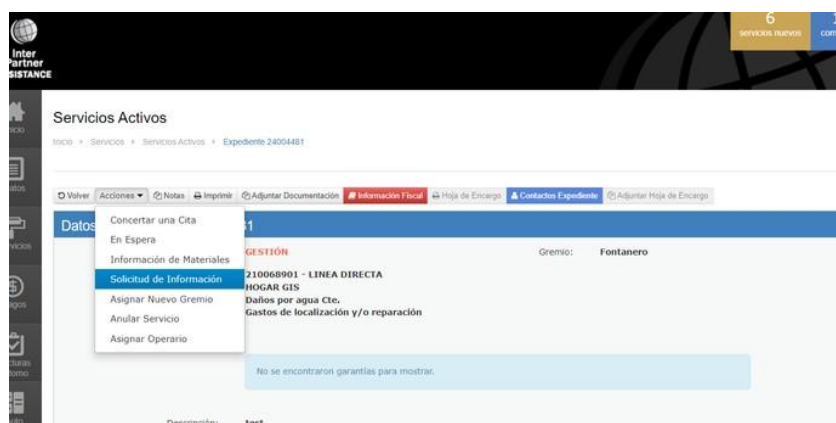 6
servicios nuevos
Inter
Partner
Servicios Activos
Inicio > Servicios > Servicios Activos > Expediente 24004481
Volver Acciones Notas Imprimir Adjuntar Documentación Información Fiscal Hoja de Encargo Contactos Expediente Adjuntar Hoja de Encargo
Datos
Concertar una Cita
En Espera
Información de Materiales
Solicitud de Información
Asignar Nuevo Gremio
Anular Servicio
Asignar Operario
GESTIÓN
Gremio: Fontanero
210068901 - LINEA DIRECTA
HOGAR GIS
Daños por agua Cte.
Gastos de localización y/o reparación
No se encontraron garantías para mostrar.
Descripción: test